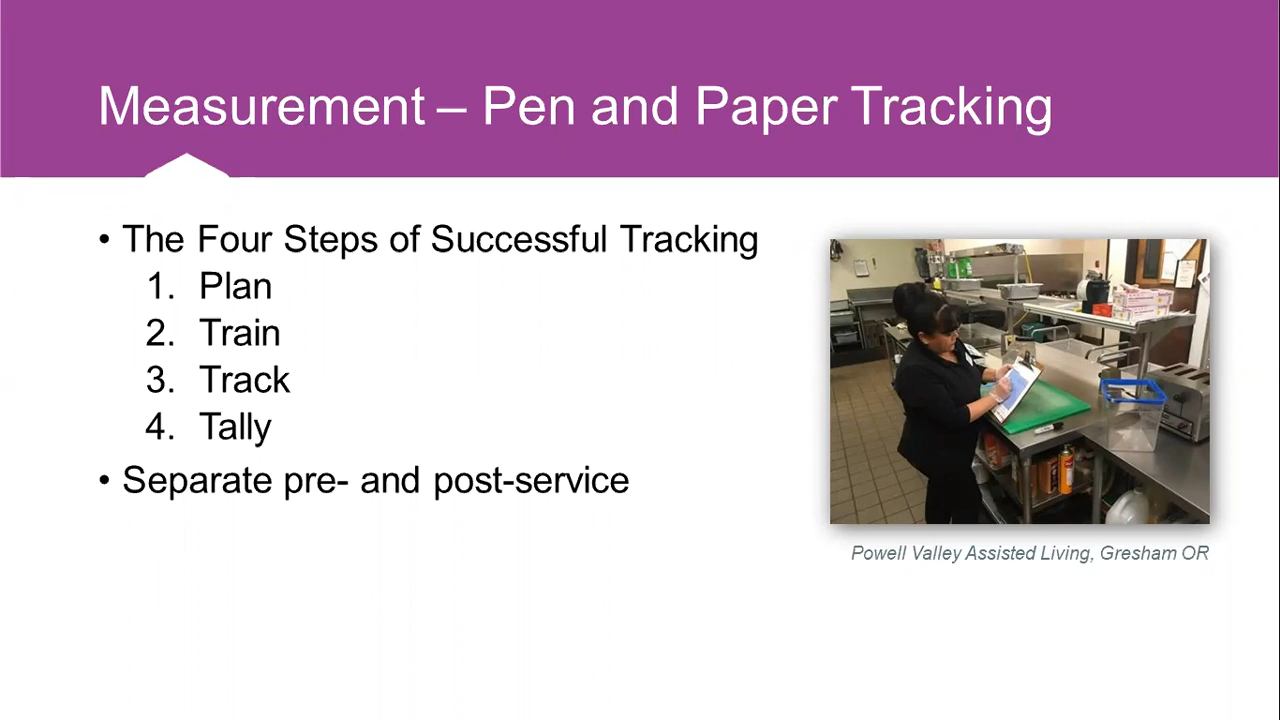 Measurement – Pen and Paper Tracking
• The Four Steps of Successful Tracking
1. Plan
2. Train
3. Track
4. Tally
• Separate pre- and post-service
Powell Valley Assisted Living, Gresham OR